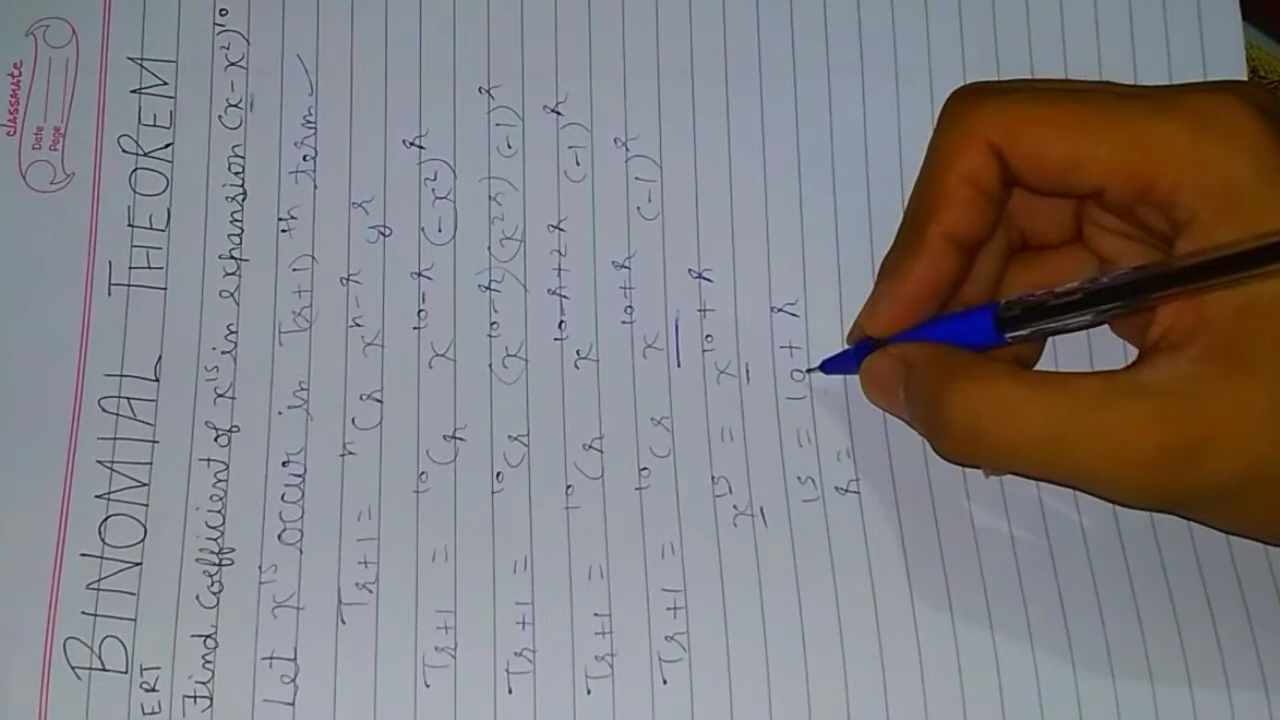 classmate
Date
Page
BINOMIAL THEOREM
ERT
Find coefficient of x¹⁵ in expansion (x-x²)¹⁰
Let x¹⁵ occur in T(r+1)ᵗʰ term
Tr+1 = ⁿCr xⁿ⁻ʳ yʳ
Tr+1 = ¹⁰Cr x¹⁰⁻ʳ (-x²)ʳ
Tr+1 = ¹⁰Cr (x¹⁰⁻ʳ)(x²ʳ) (-1)ʳ
Tr+1 = ¹⁰Cr x¹⁰⁻ʳ⁺²ʳ (-1)ʳ
Tr+1 = ¹⁰Cr x¹⁰⁺ʳ (-1)ʳ
x¹⁵ = x¹⁰⁺ʳ
15 = 10 + r
r =